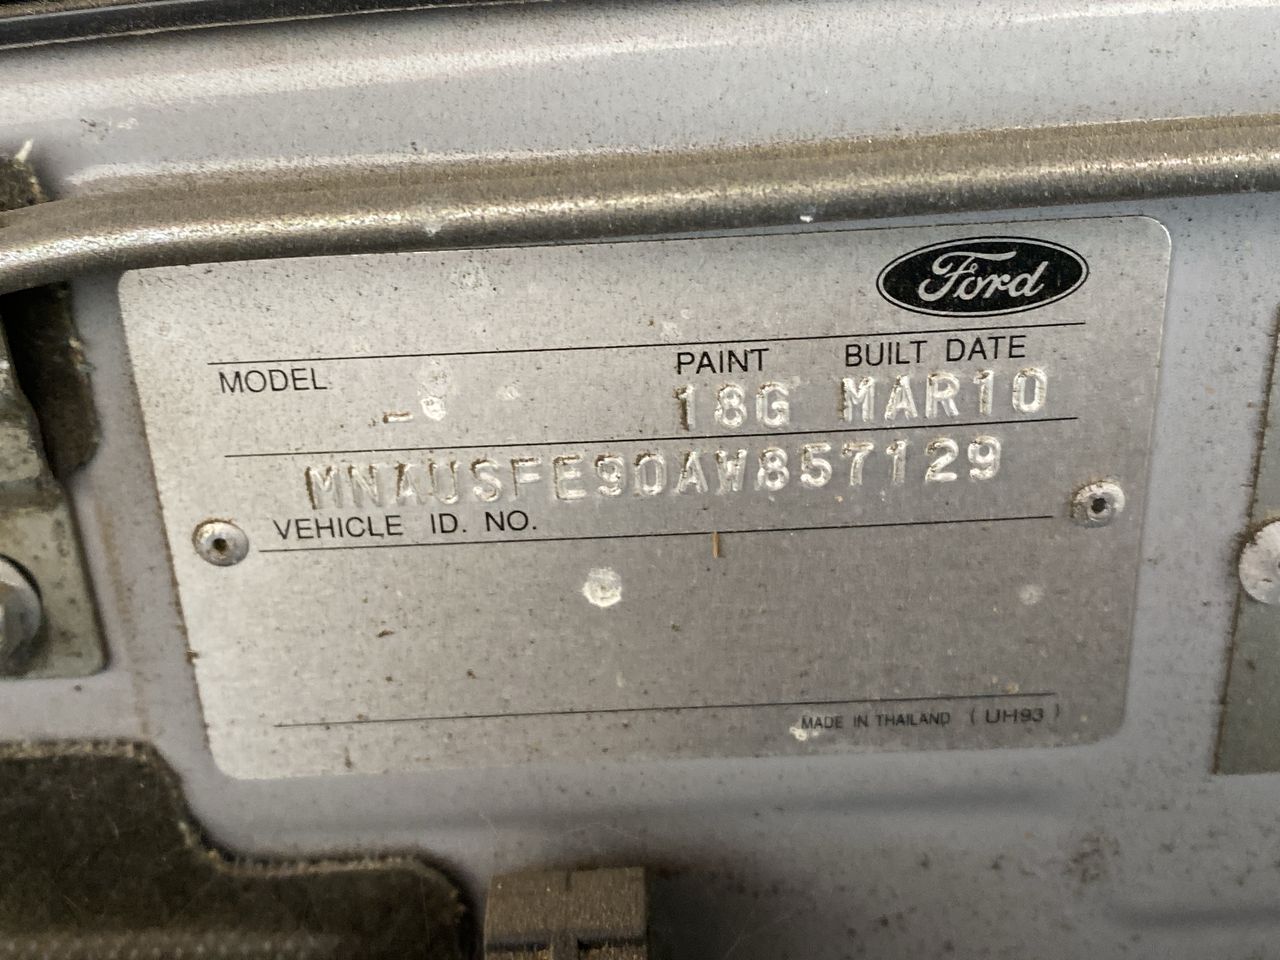 Ford
MODEL PAINT BUILT DATE
- 18G MAR10
MNAUSFE90AW857129
VEHICLE ID. NO.
MADE IN THAILAND (UH93)